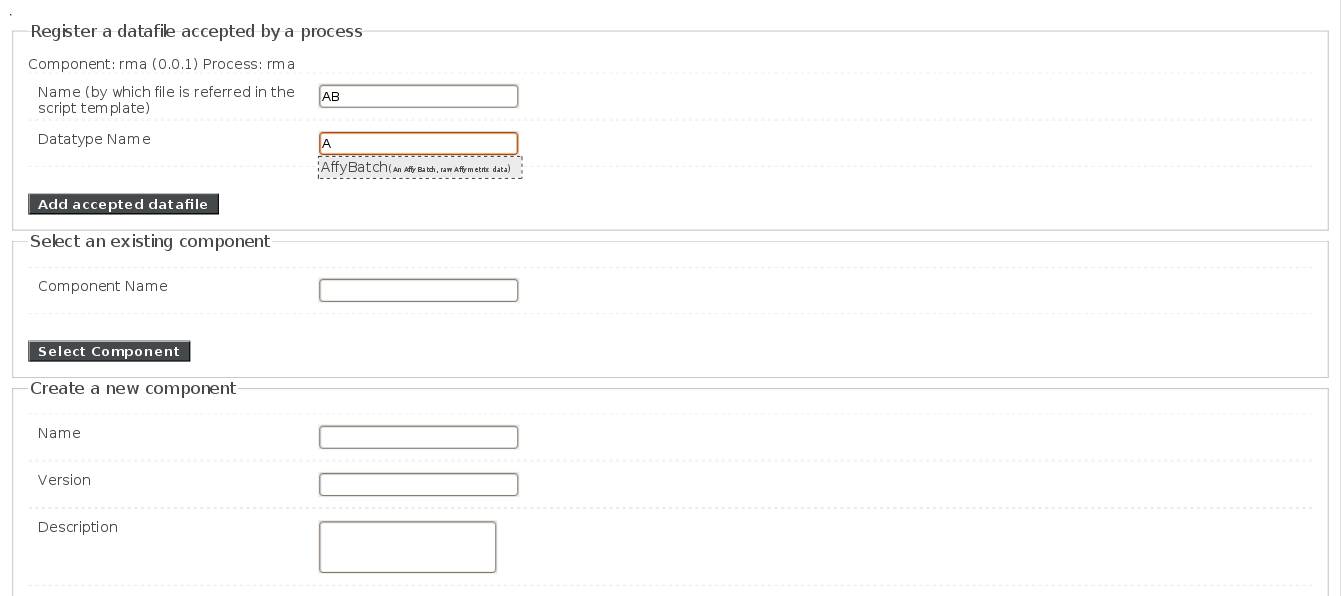 Register a datafile accepted by a process
Component: rma (0.0.1) Process: rma
Name (by which file is referred in the
script template)
AB
Datatype Name
A
AffyBatch(An AffyBatch, raw Affymetrix data)
Add accepted datafile
Select an existing component
Component Name
Select Component
Create a new component
Name
Version
Description